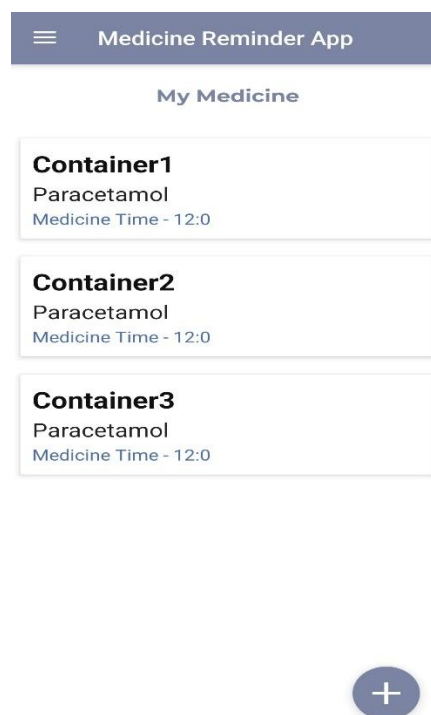 Medicine Reminder App
My Medicine
Container1
Paracetamol
Medicine Time - 12:0
Container2
Paracetamol
Medicine Time - 12:0
Container3
Paracetamol
Medicine Time - 12:0
+